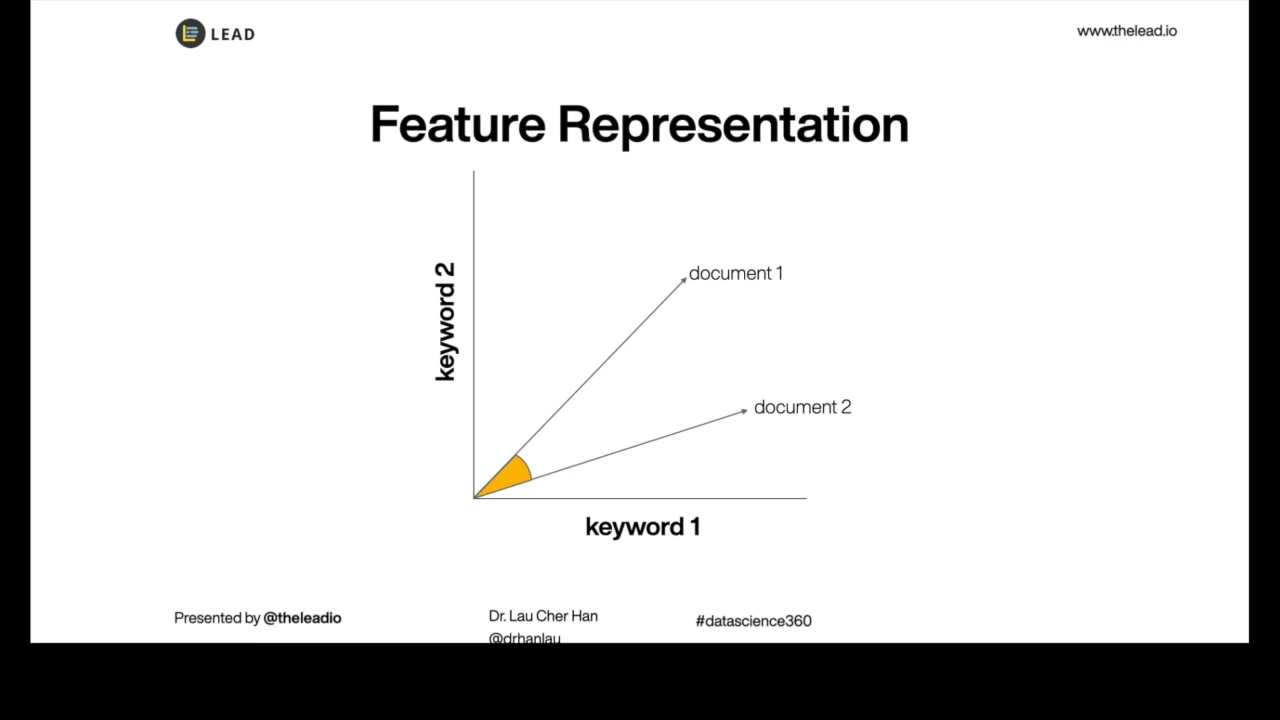 LEAD
www.thelead.io
Feature Representation
keyword 2
document 1
document 2
keyword 1
Presented by @theleadio
Dr. Lau Cher Han
@drhanlau
#datascience360